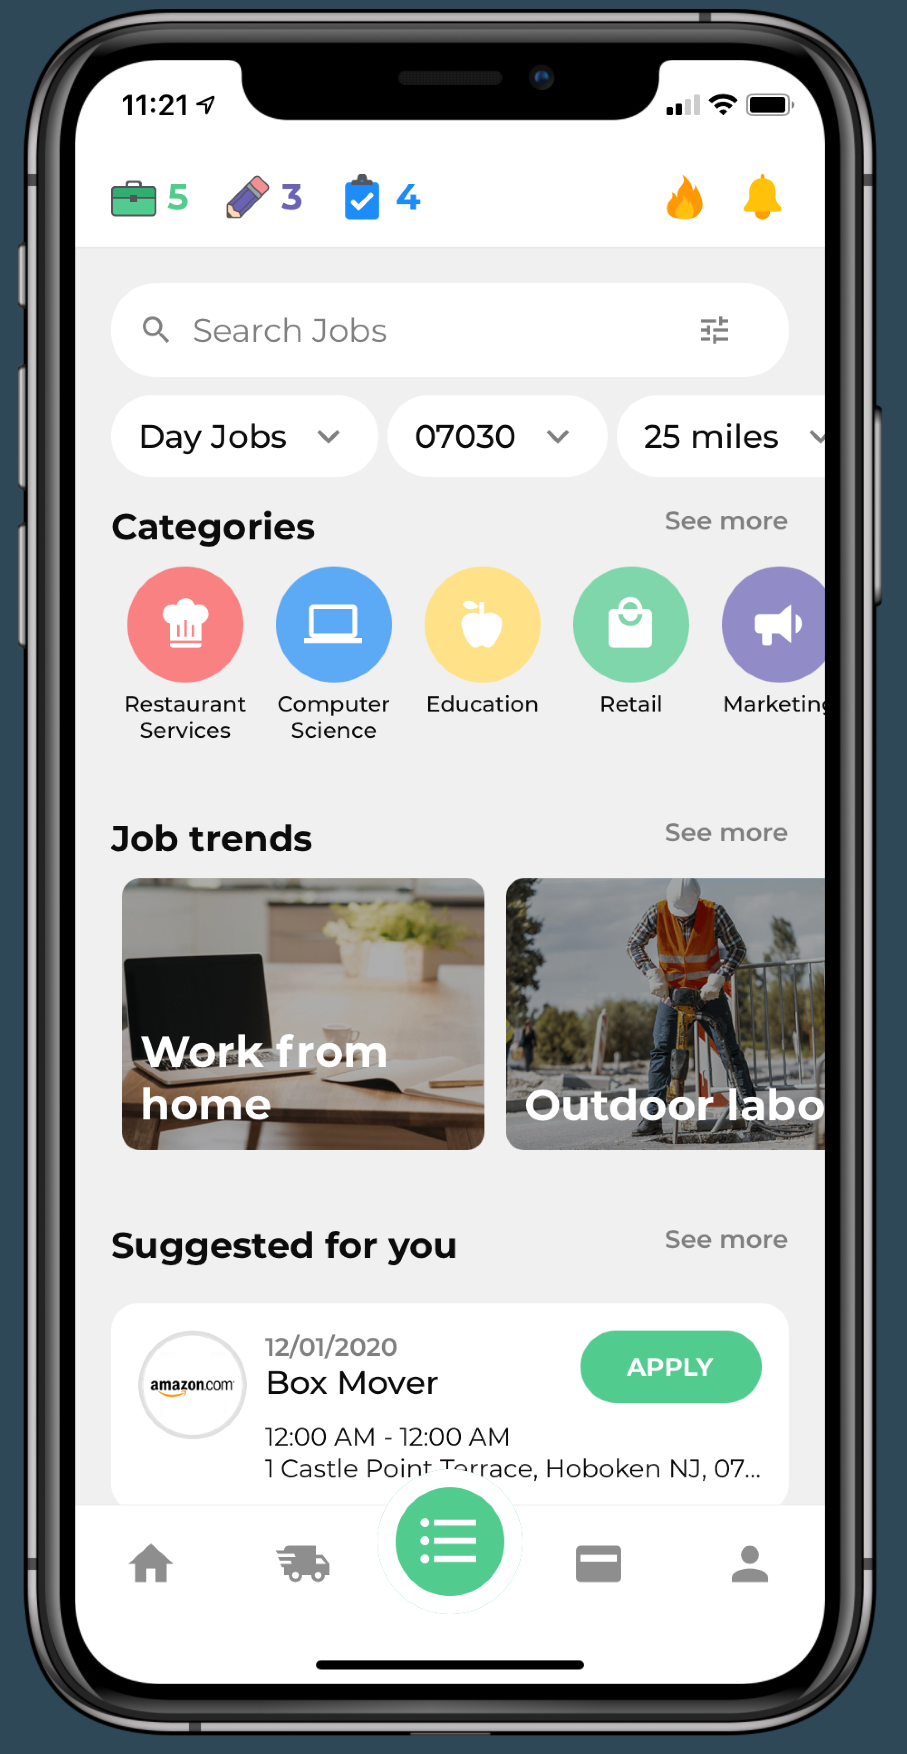 11:21
5 3 4
Search Jobs
Day Jobs 07030 25 miles
Categories See more
Restaurant Services
Computer Science
Education
Retail
Marketing
Job trends See more
Work from
home
Outdoor labo
Suggested for you See more
amazon.com
12/01/2020
Box Mover
APPLY
12:00 AM - 12:00 AM
1 Castle Point Terrace, Hoboken NJ, 07...